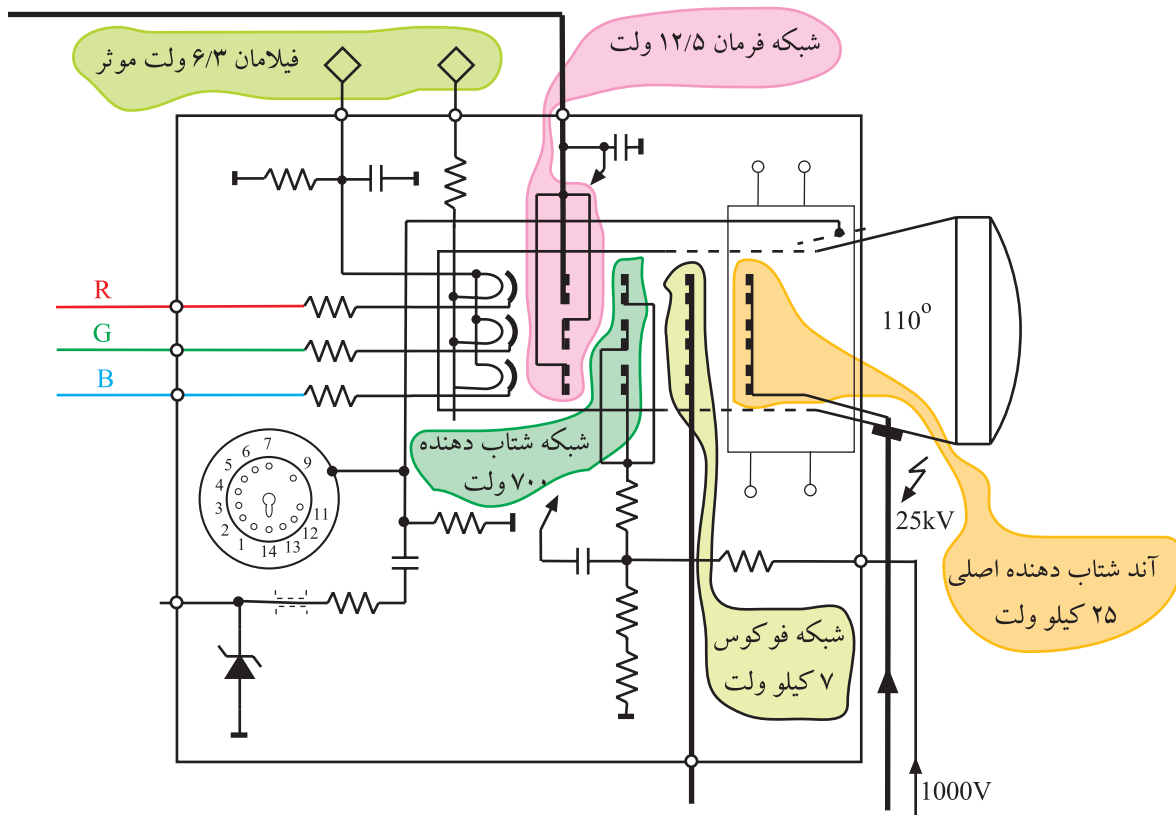 فیلامان ۶/۳ ولت موثر
شبکه فرمان ۱۲/۵ ولت
R
G
B
110°
شبکه شتاب دهنده
۷۰۰ ولت
7
6
9
5
4
3
11
2
12
1
13
14
25kV
آند شتاب دهنده اصلی
۲۵ کیلو ولت
شبکه فوکوس
۷ کیلو ولت
1000V